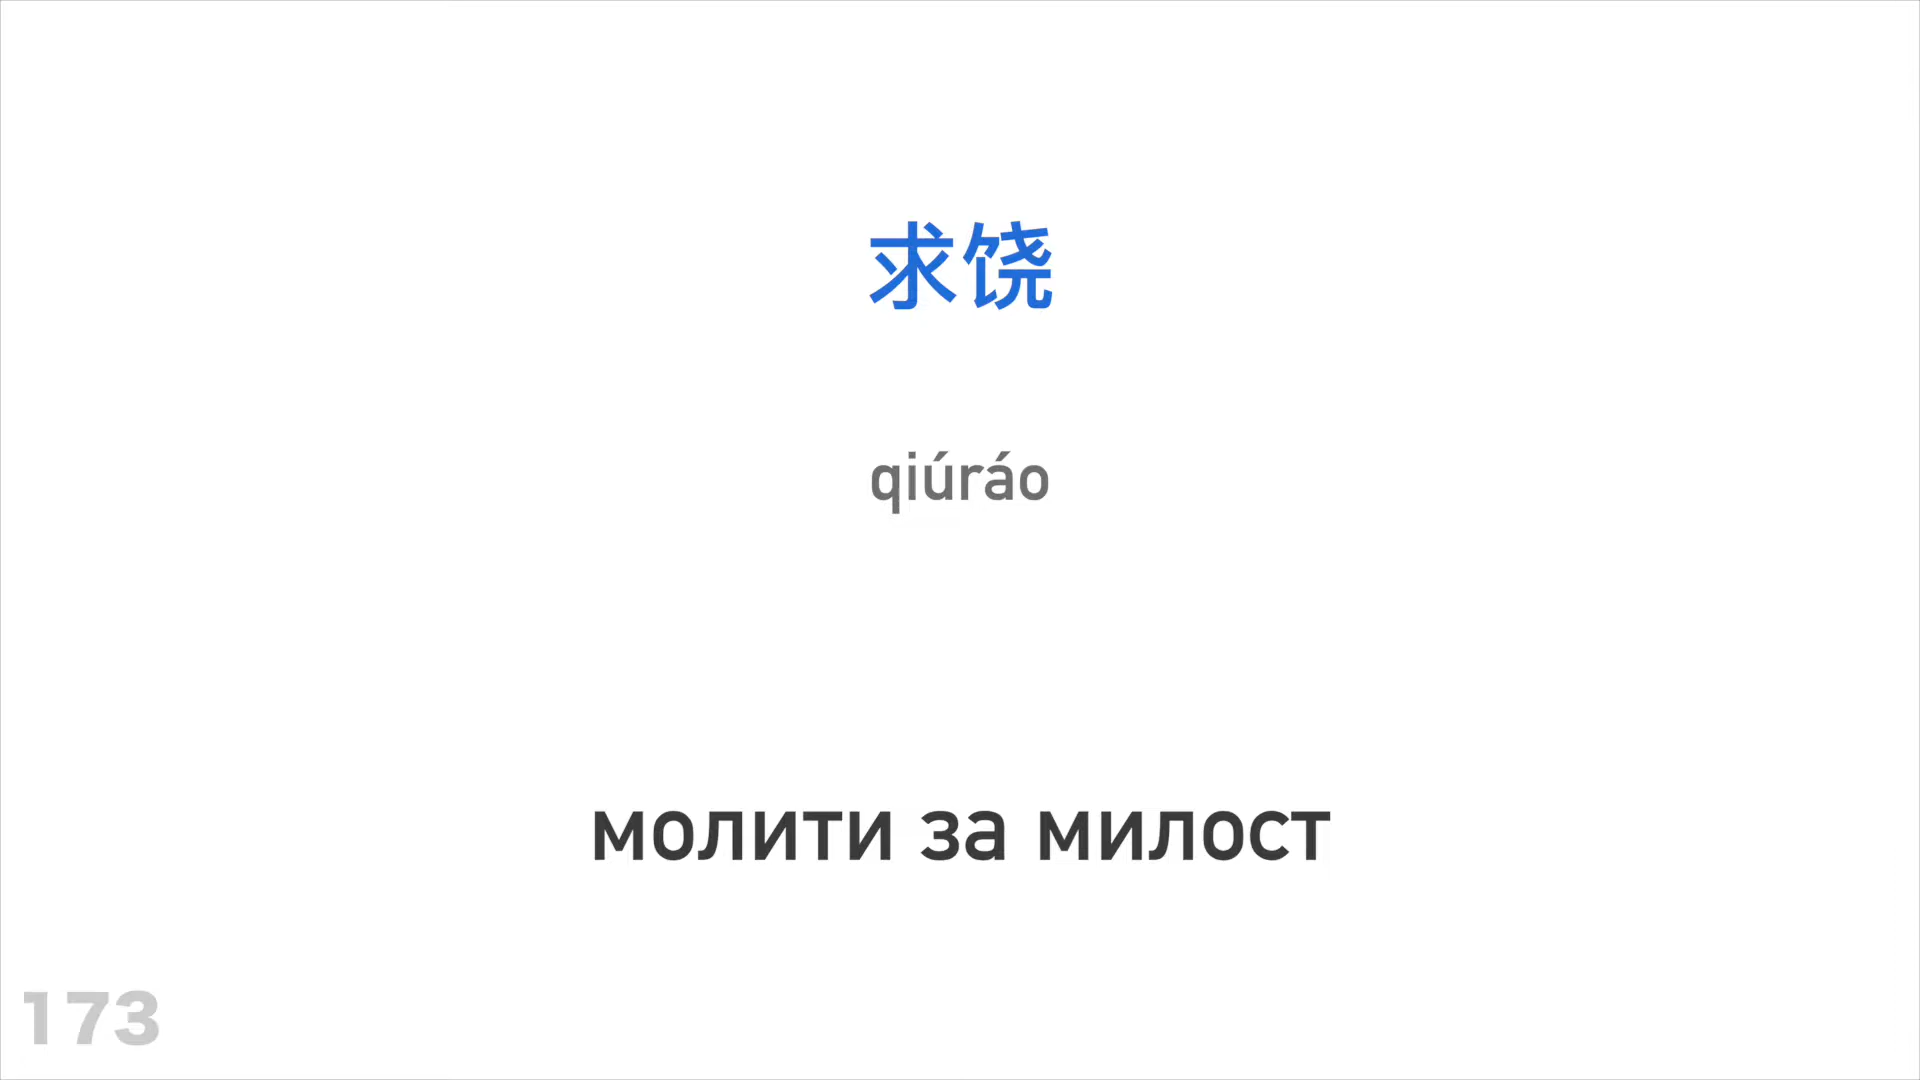 求饶
qiúráo
молити за милост
173